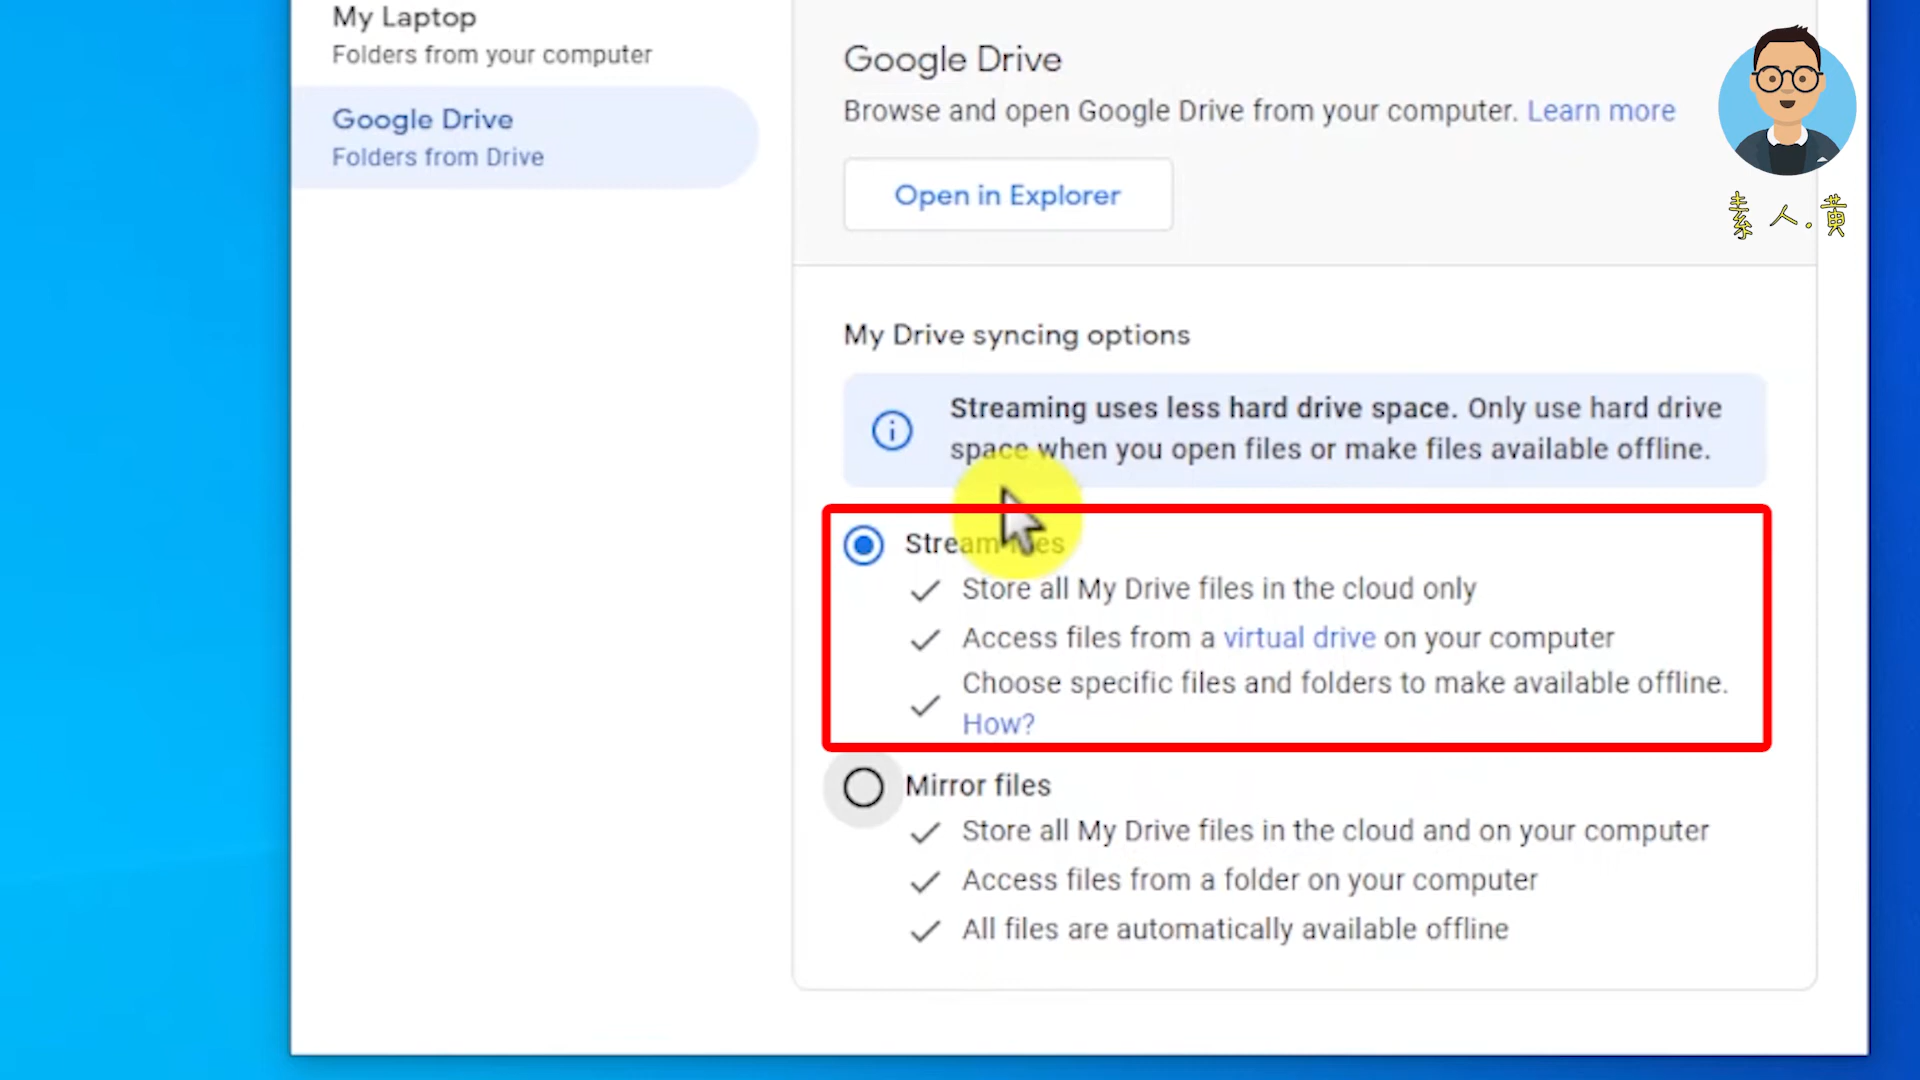 My Laptop
Folders from your computer
Google Drive
Folders from Drive
Google Drive
Browse and open Google Drive from your computer. Learn more
Open in Explorer
素人.黄
My Drive syncing options
Streaming uses less hard drive space. Only use hard drive
space when you open files or make files available offline.
Stream files
Store all My Drive files in the cloud only
Access files from a virtual drive on your computer
Choose specific files and folders to make available offline.
How?
Mirror files
Store all My Drive files in the cloud and on your computer
Access files from a folder on your computer
All files are automatically available offline